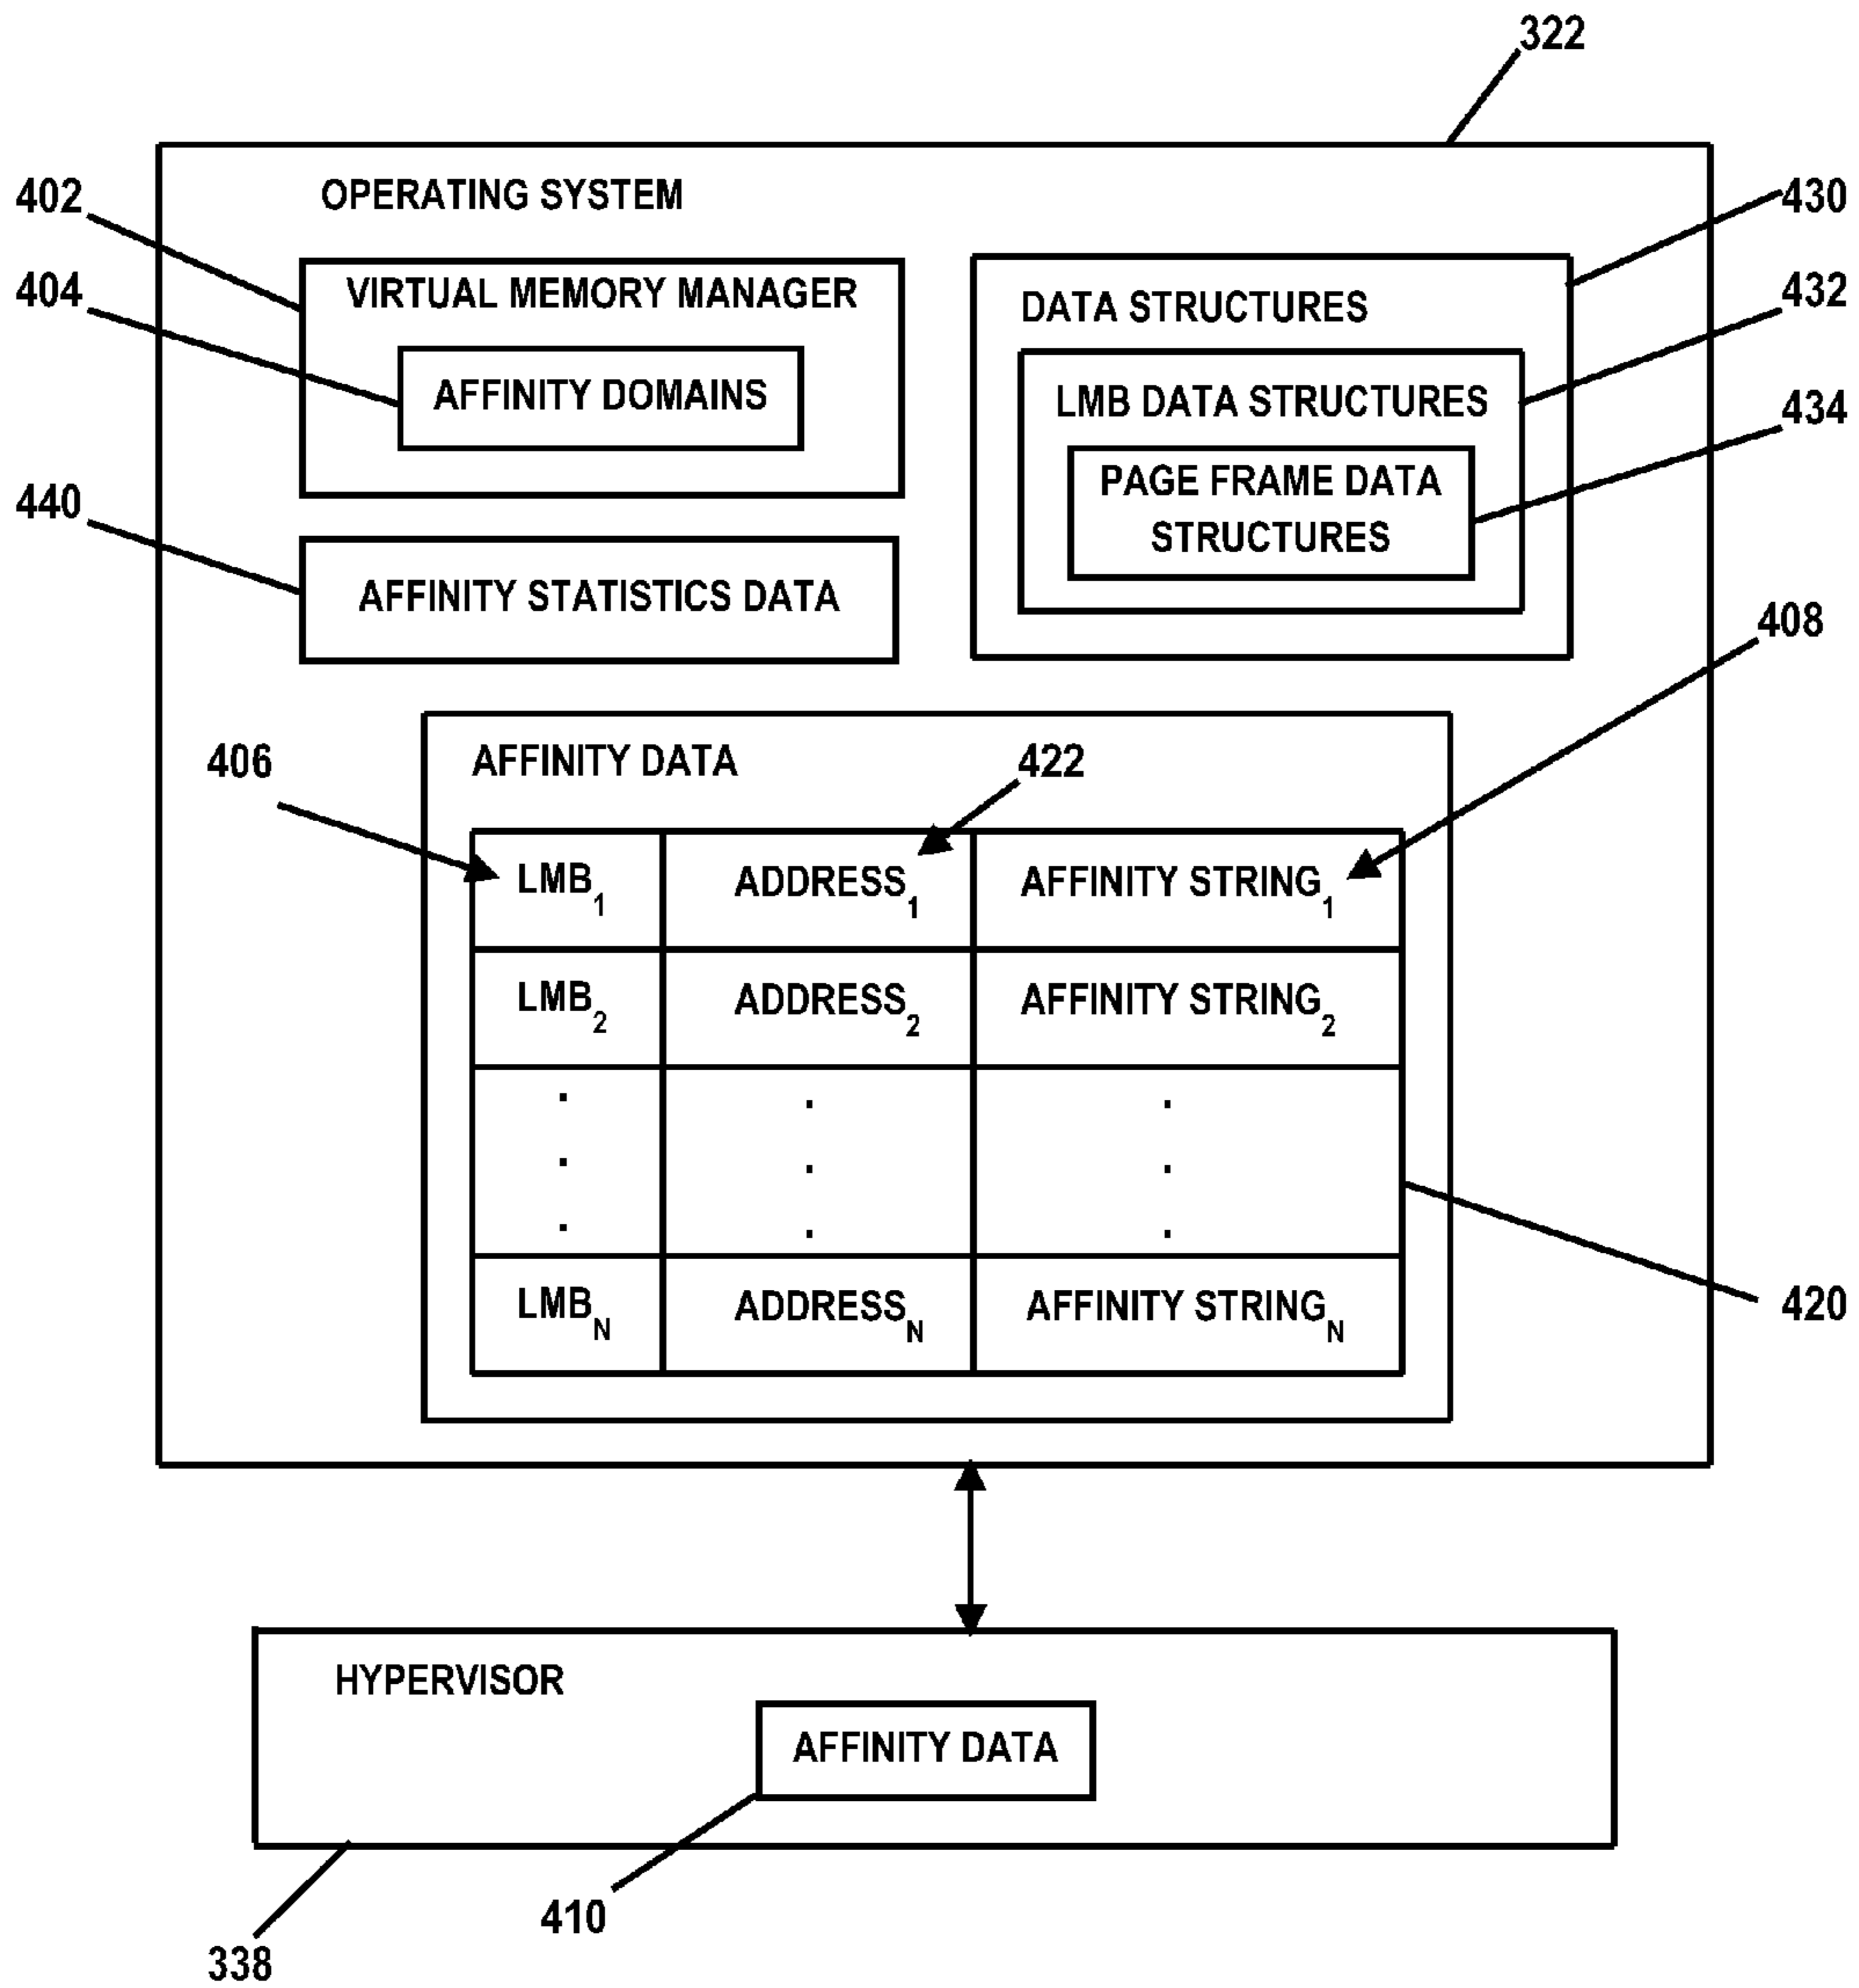 322
OPERATING SYSTEM
402
430
VIRTUAL MEMORY MANAGER
404
432
DATA STRUCTURES
AFFINITY DOMAINS
LMB DATA STRUCTURES
434
PAGE FRAME DATA
STRUCTURES
440
AFFINITY STATISTICS DATA
408
AFFINITY DATA
406
422
LMB1 ADDRESS1 AFFINITY STRING1
LMB2 ADDRESS2 AFFINITY STRING2
. . .
. . .
. . .
LMBN ADDRESSN AFFINITY STRINGN
420
HYPERVISOR
AFFINITY DATA
410
338